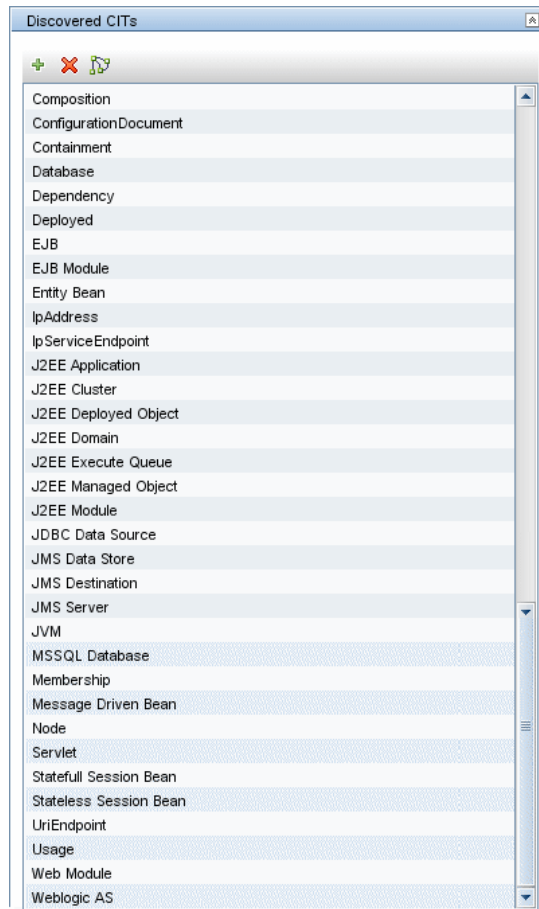 Discovered CITs
Composition
ConfigurationDocument
Containment
Database
Dependency
Deployed
EJB
EJB Module
Entity Bean
IpAddress
IpServiceEndpoint
J2EE Application
J2EE Cluster
J2EE Deployed Object
J2EE Domain
J2EE Execute Queue
J2EE Managed Object
J2EE Module
JDBC Data Source
JMS Data Store
JMS Destination
JMS Server
JVM
MSSQL Database
Membership
Message Driven Bean
Node
Servlet
Statefull Session Bean
Stateless Session Bean
UriEndpoint
Usage
Web Module
Weblogic AS